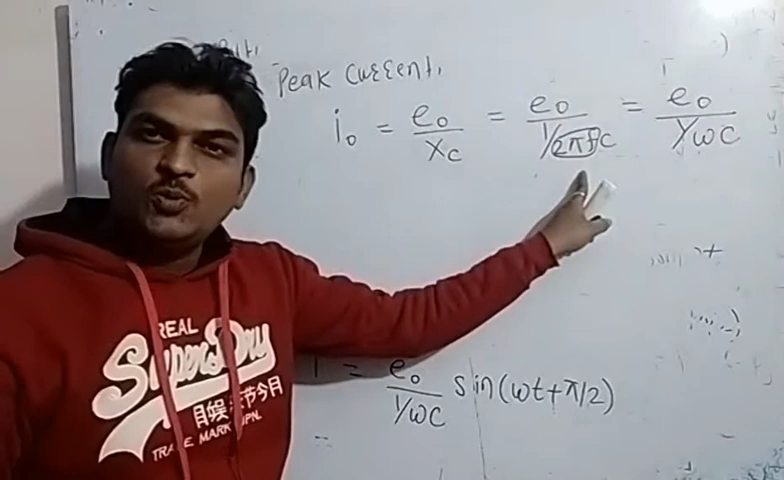 Peak Current,
i₀ = e₀/Xc = e₀/(1/2πfC) = e₀/(1/ωC)
= e₀/(1/ωC) sin(ωt+π/2)
REAL
SuperDry
TRADE MARK